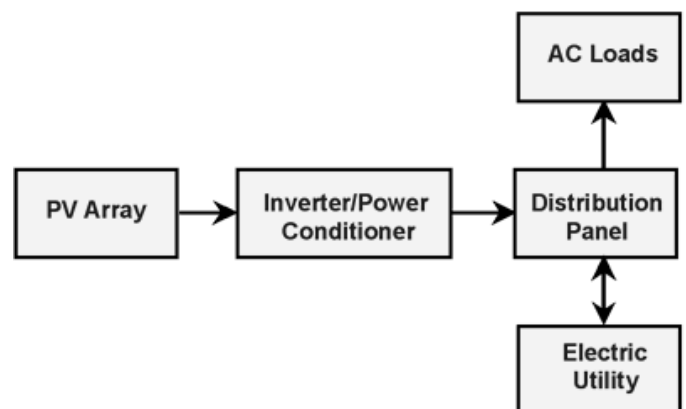 AC Loads
PV Array
Inverter/Power
Conditioner
Distribution
Panel
Electric
Utility